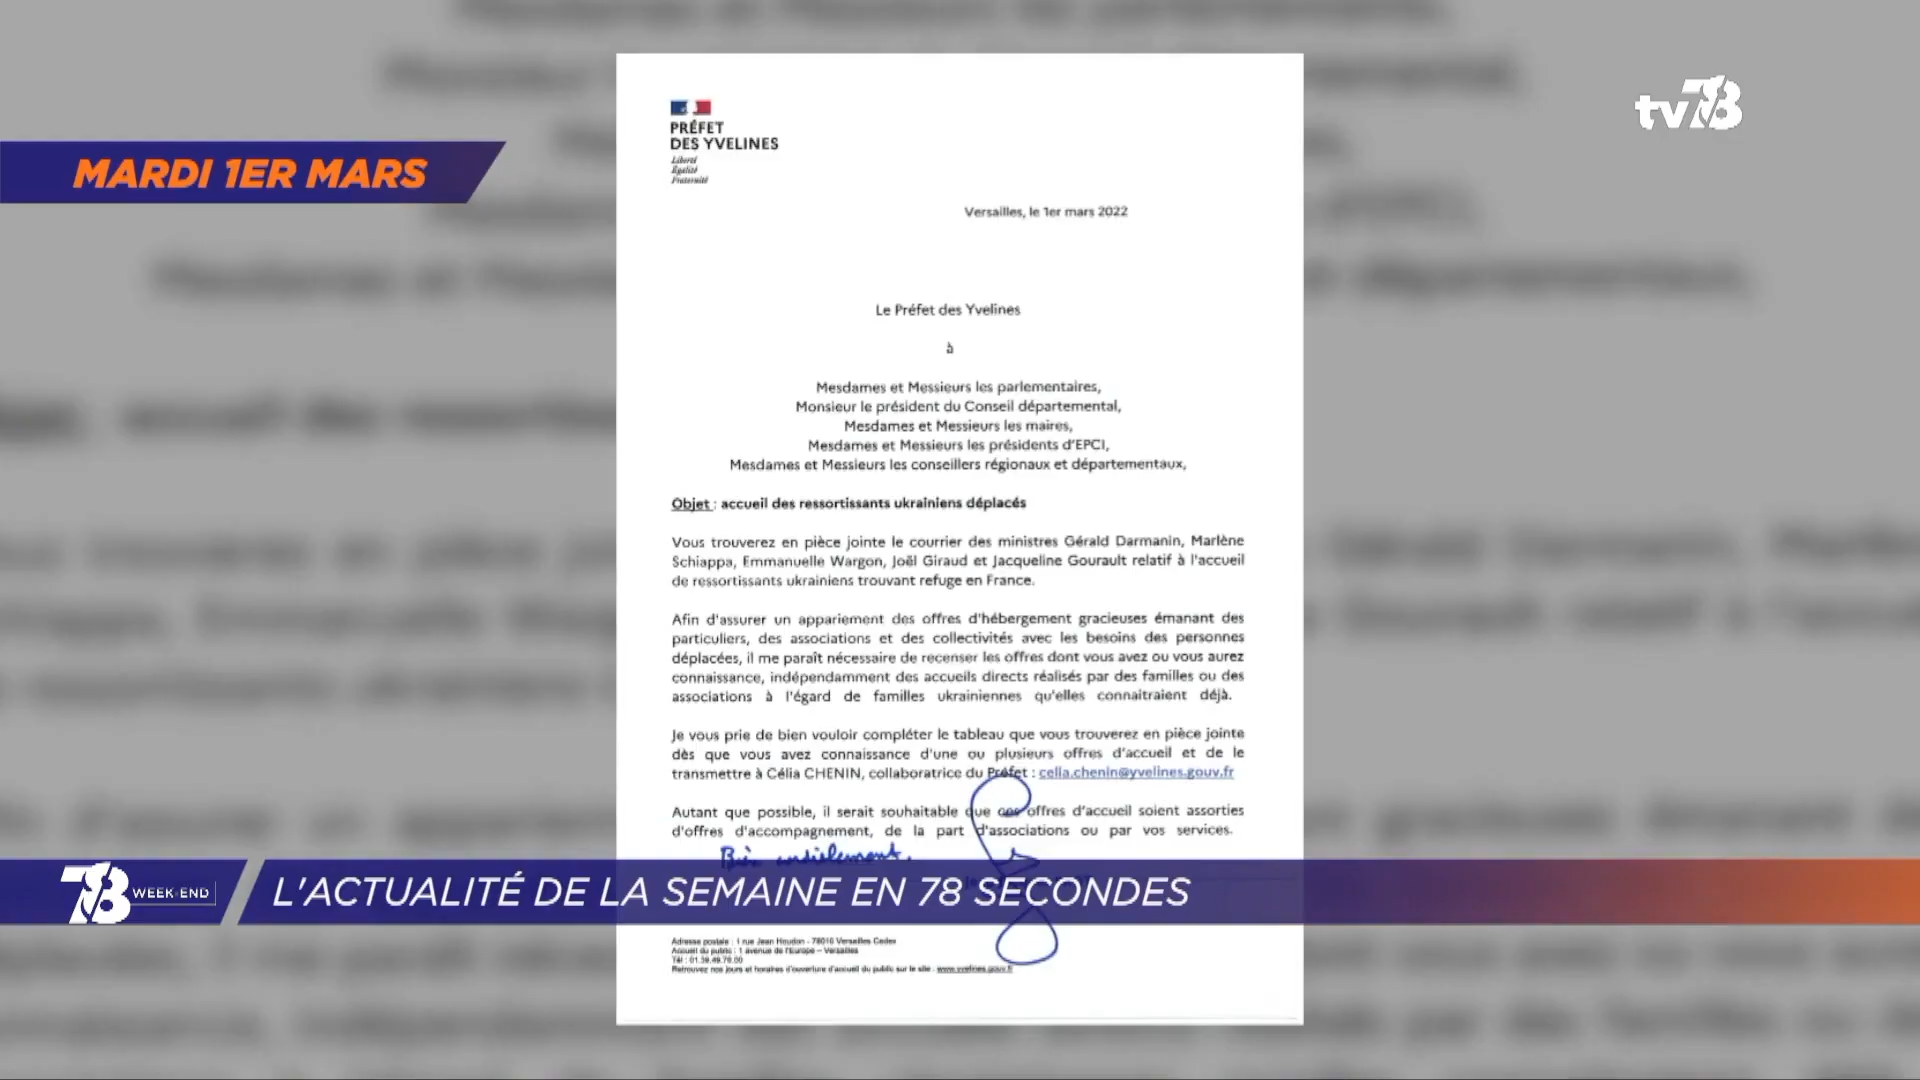 tv78
MARDI 1ER MARS
PRÉFET
DES YVELINES
Liberté
Égalité
Fraternité
Versailles, le 1er mars 2022
Le Préfet des Yvelines
à
Mesdames et Messieurs les parlementaires,
Monsieur le président du Conseil départemental,
Mesdames et Messieurs les maires,
Mesdames et Messieurs les présidents d'EPCI,
Mesdames et Messieurs les conseillers régionaux et départementaux,
Objet : accueil des ressortissants ukrainiens déplacés
Vous trouverez en pièce jointe le courrier des ministres Gérald Darmanin, Marlène
Schiappa, Emmanuelle Wargon, Joël Giraud et Jacqueline Gourault relatif à l'accueil
de ressortissants ukrainiens trouvant refuge en France.
Afin d'assurer un appariement des offres d'hébergement gracieuses émanant des
particuliers, des associations et des collectivités avec les besoins des personnes
déplacées, il me paraît nécessaire de recenser les offres dont vous avez ou vous aurez
connaissance, indépendamment des accueils directs réalisés par des familles ou des
associations à l'égard de familles ukrainiennes qu'elles connaitraient déjà.
Je vous prie de bien vouloir compléter le tableau que vous trouverez en pièce jointe
dès que vous avez connaissance d'une ou plusieurs offres d'accueil et de le
transmettre à Célia CHENIN, collaboratrice du Préfet : celia.chenin@yvelines.gouv.fr
Autant que possible, il serait souhaitable que ces offres d'accueil soient assorties
d'offres d'accompagnement, de la part d'associations ou par vos services.
Bien cordialement.
78 WEEK-END
L'ACTUALITÉ DE LA SEMAINE EN 78 SECONDES
Adresse postale : 1 rue Jean Houdon - 78010 Versailles Cedex
Accueil du public : 1 avenue de l'Europe – Versailles
Tél : 01.39.49.78.00
Retrouvez nos jours et horaires d'ouverture d'accueil du public sur le site : www.yvelines.gouv.fr